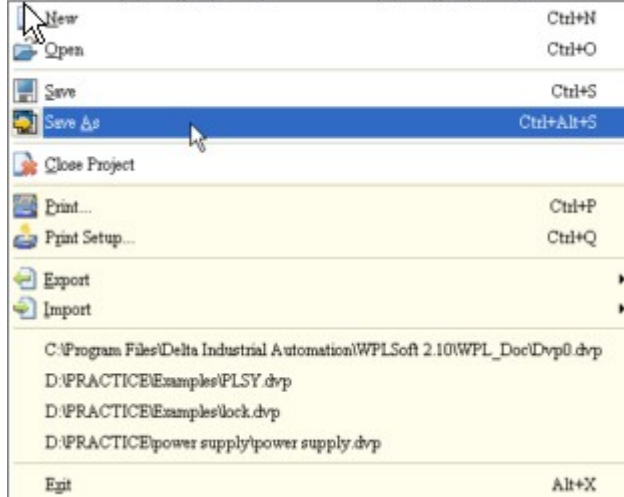 New Ctrl+N
Open Ctrl+O
Save Ctrl+S
Save As Ctrl+Alt+S
Close Project
Print... Ctrl+P
Print Setup... Ctrl+Q
Export
Import
C:\Program Files\Delta Industrial Automation\WPLSoft 2.10\WPL_Doc\Dvp0.dvp
D:\PRACTICE\Examples\PLSY.dvp
D:\PRACTICE\Examples\lock.dvp
D:\PRACTICE\power supply\power supply.dvp
Exit Alt+X